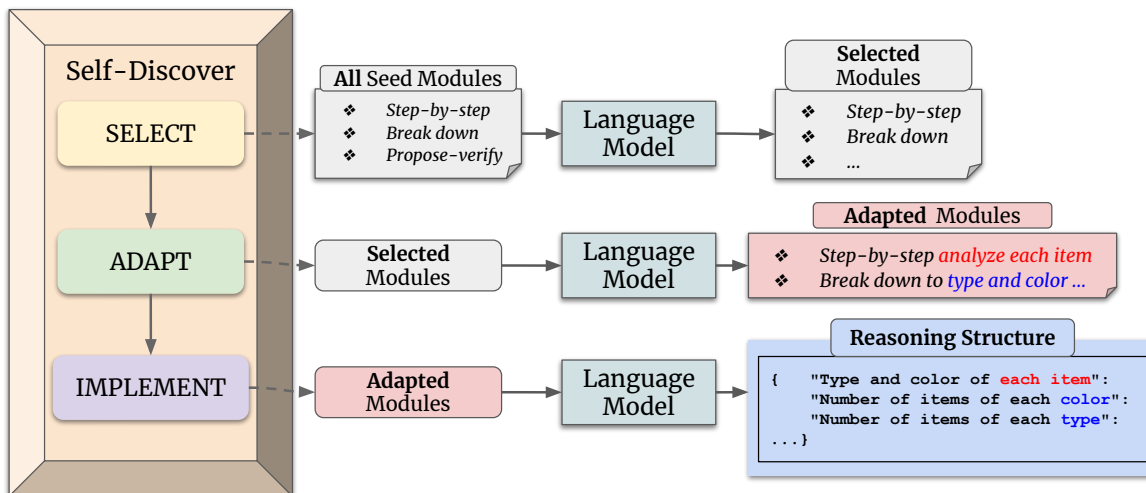 Self-Discover
SELECT
ADAPT
IMPLEMENT
All Seed Modules
❖ Step-by-step
❖ Break down
❖ Propose-verify
Language
Model
Selected
Modules
❖ Step-by-step
❖ Break down
❖ ...
Selected
Modules
Language
Model
Adapted Modules
❖ Step-by-step analyze each item
❖ Break down to type and color ...
Adapted
Modules
Language
Model
Reasoning Structure
{ "Type and color of each item":
"Number of items of each color":
"Number of items of each type":
...}